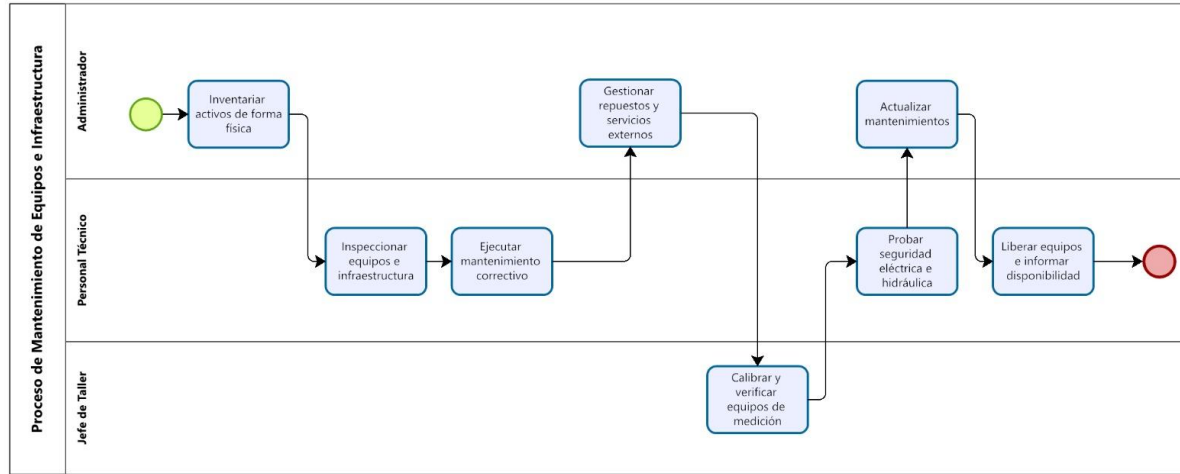 Proceso de Mantenimiento de Equipos e Infraestructura
Administrador
Inventariar
activos de forma
física
Gestionar
repuestos y
servicios
externos
Actualizar
mantenimientos
Personal Técnico
Inspeccionar
equipos e
infraestructura
Ejecutar
mantenimiento
correctivo
Probar
seguridad
eléctrica e
hidráulica
Liberar equipos
e informar
disponibilidad
Jefe de Taller
Calibrar y
verificar
equipos de
medición